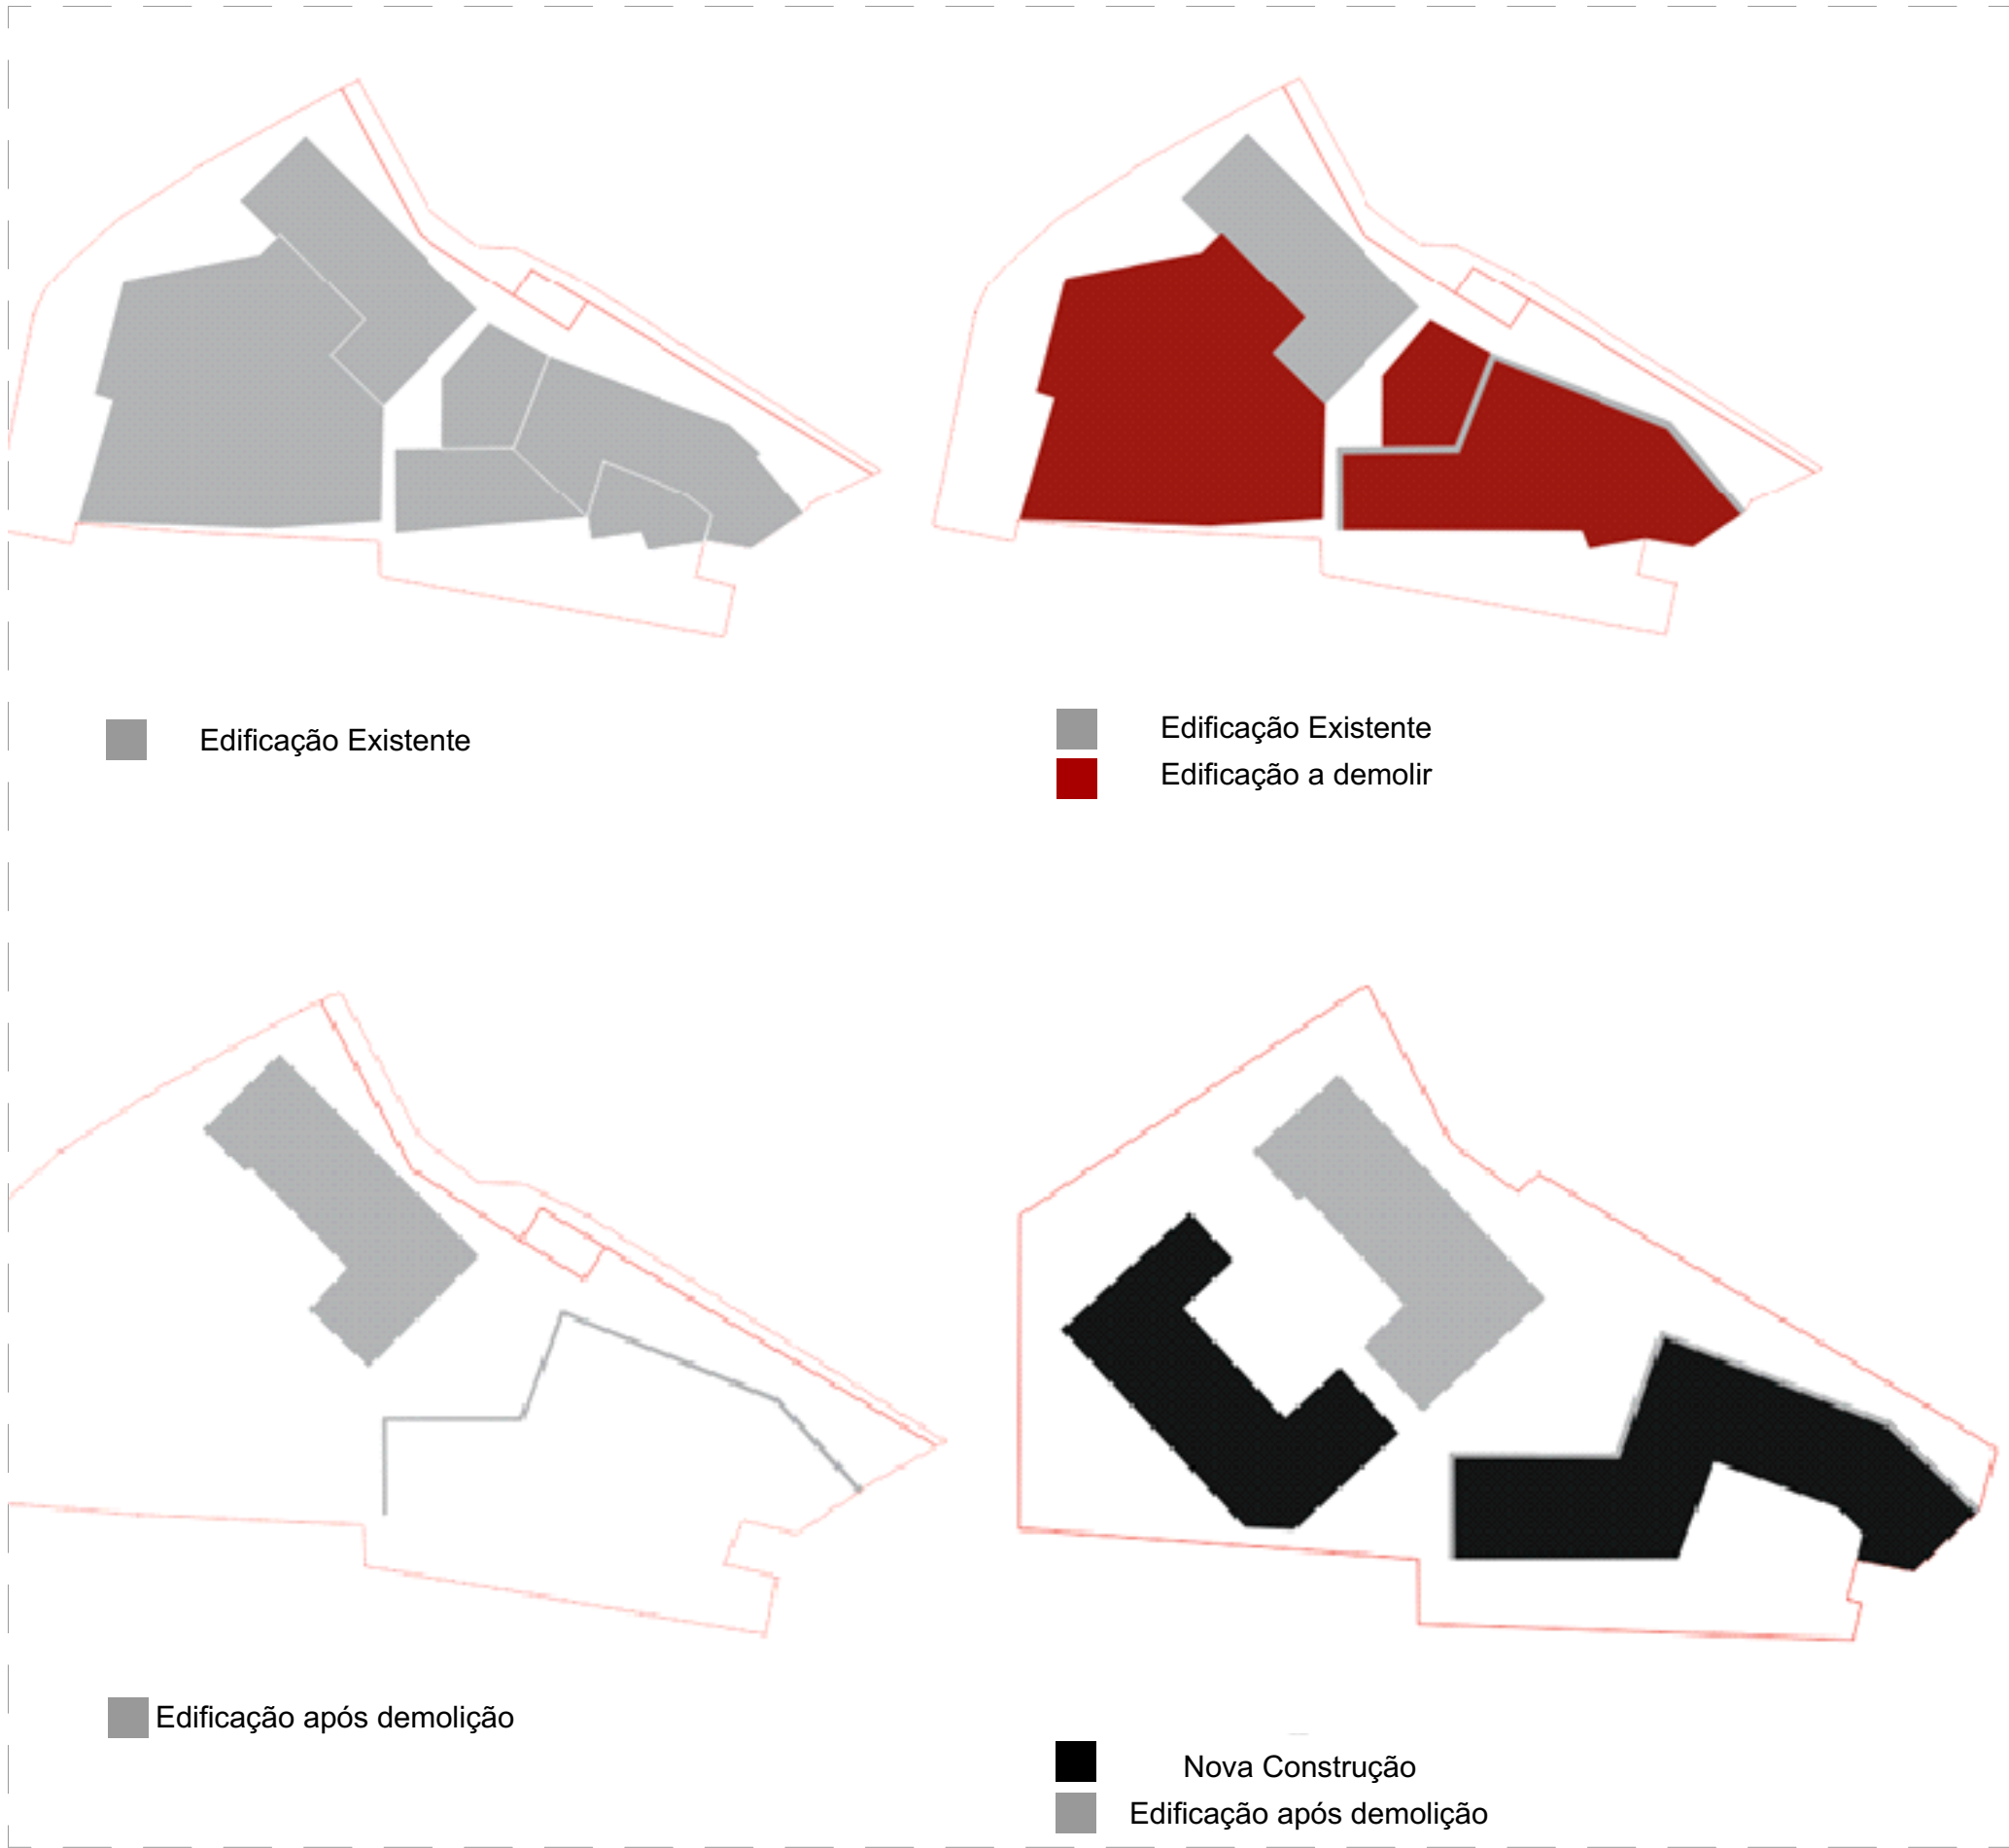 Edificação Existente
Edificação Existente
Edificação a demolir
Edificação após demolição
Nova Construção
Edificação após demolição